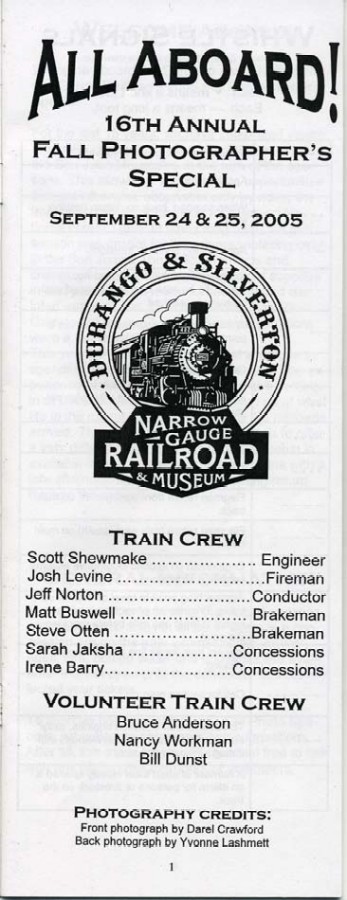 ALL ABOARD!
16TH ANNUAL
FALL PHOTOGRAPHER'S
SPECIAL
SEPTEMBER 24 & 25, 2005
DURANGO & SILVERTON
NARROW
GAUGE
RAILROAD
& MUSEUM
TRAIN CREW
Scott Shewmake ..................... Engineer
Josh Levine ..............................Fireman
Jeff Norton .............................Conductor
Matt Buswell ........................... Brakeman
Steve Otten ...........................Brakeman
Sarah Jaksha ......................Concessions
Irene Barry..........................Concessions
VOLUNTEER TRAIN CREW
Bruce Anderson
Nancy Workman
Bill Dunst
PHOTOGRAPHY CREDITS:
Front photograph by Darel Crawford
Back photograph by Yvonne Lashmett
1